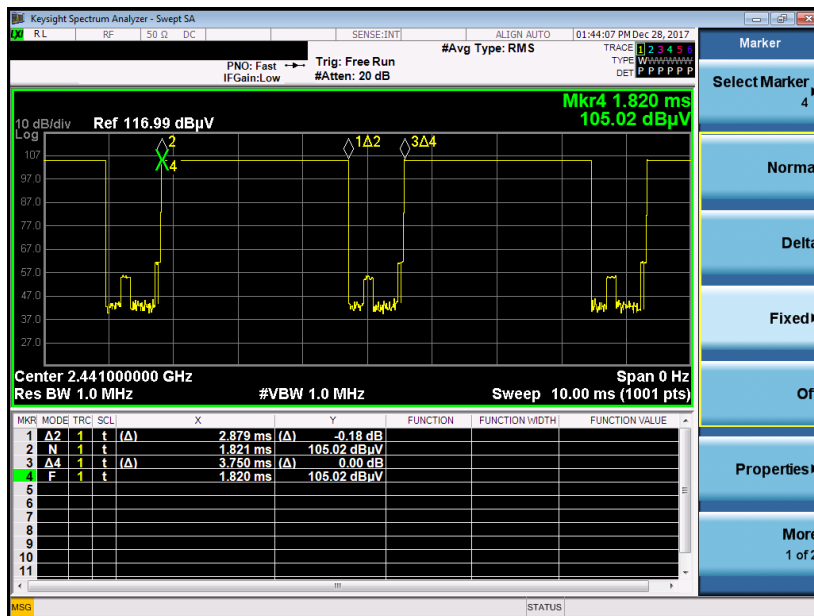 Keysight Spectrum Analyzer - Swept SA
LXI RL RF 50 Ω DC SENSE:INT ALIGN AUTO 01:44:07 PM Dec 28, 2017
#Avg Type: RMS TRACE 1 2 3 4 5 6
PNO: Fast Trig: Free Run TYPE WWWWWW
IFGain:Low #Atten: 20 dB DET P P P P P P
Mkr4 1.820 ms
10 dB/div Ref 116.99 dBµV 105.02 dBµV
Log
2 1Δ2 3Δ4
107
4
97.0
87.0
77.0
67.0
57.0
47.0
37.0
27.0
Center 2.441000000 GHz Span 0 Hz
Res BW 1.0 MHz #VBW 1.0 MHz Sweep 10.00 ms (1001 pts)
MKR MODE TRC SCL X Y FUNCTION FUNCTION WIDTH FUNCTION VALUE
1 Δ2 1 t (Δ) 2.879 ms (Δ) -0.18 dB
2 N 1 t 1.821 ms 105.02 dBµV
3 Δ4 1 t (Δ) 3.750 ms (Δ) 0.00 dB
4 F 1 t 1.820 ms 105.02 dBµV
5
6
7
8
9
10
11
MSG STATUS
Marker
Select Marker
4
Norma
Delta
Fixed
Of
Properties
More
1 of 2